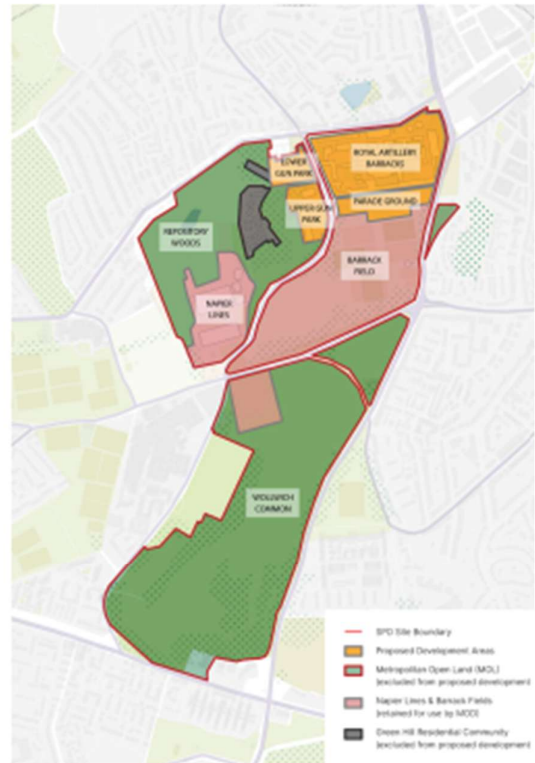 ROYAL ARTILLERY
BARRACKS
LOWER
GUN PARK
PARADE GROUND
UPPER GUN
PARK
REPOSITORY
WOODS
BARRACK
FIELD
NAPIER
LINES
WOOLWICH
COMMON
SPD Site Boundary
Proposed Development Areas
Metropolitan Open Land (MOL)
(excluded from proposed development
Napier Lines & Barrack Fields
(retained for use by MOD)
Green Hill Residential Community
(excluded from proposed development